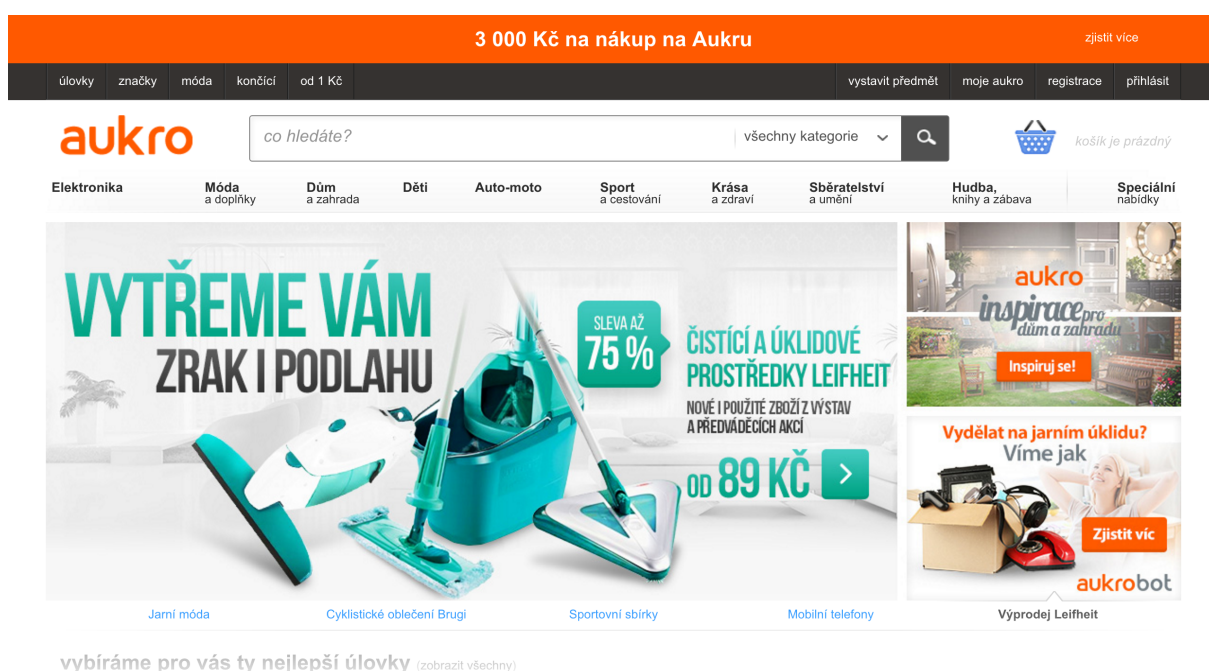 3 000 Kč na nákup na Aukru
zjistit více
úlovky značky móda končící od 1 Kč vystavit předmět moje aukro registrace přihlásit
aukro
co hledáte?
všechny kategorie
košík je prázdný
Elektronika
Móda
a doplňky
Dům
a zahrada
Děti
Auto-moto
Sport
a cestování
Krása
a zdraví
Sběratelství
a umění
Hudba,
knihy a zábava
Speciální
nabídky
VYTŘEME VÁM
ZRAK I PODLAHU
SLEVA AŽ
75 %
ČISTÍCÍ A ÚKLIDOVÉ
PROSTŘEDKY LEIFHEIT
NOVÉ I POUŽITÉ ZBOŽÍ Z VÝSTAV
A PŘEDVÁDĚCÍCH AKCÍ
OD 89 KČ
aukro
inspirace pro
dům a zahradu
Inspiruj se!
Vydělat na jarním úklidu?
Víme jak
Zjistit víc
aukrobot
Jarní móda Cyklistické oblečení Brugi Sportovní sbírky Mobilní telefony Výprodej Leifheit
vybíráme pro vás ty nejlepší úlovky (zobrazit všechny)